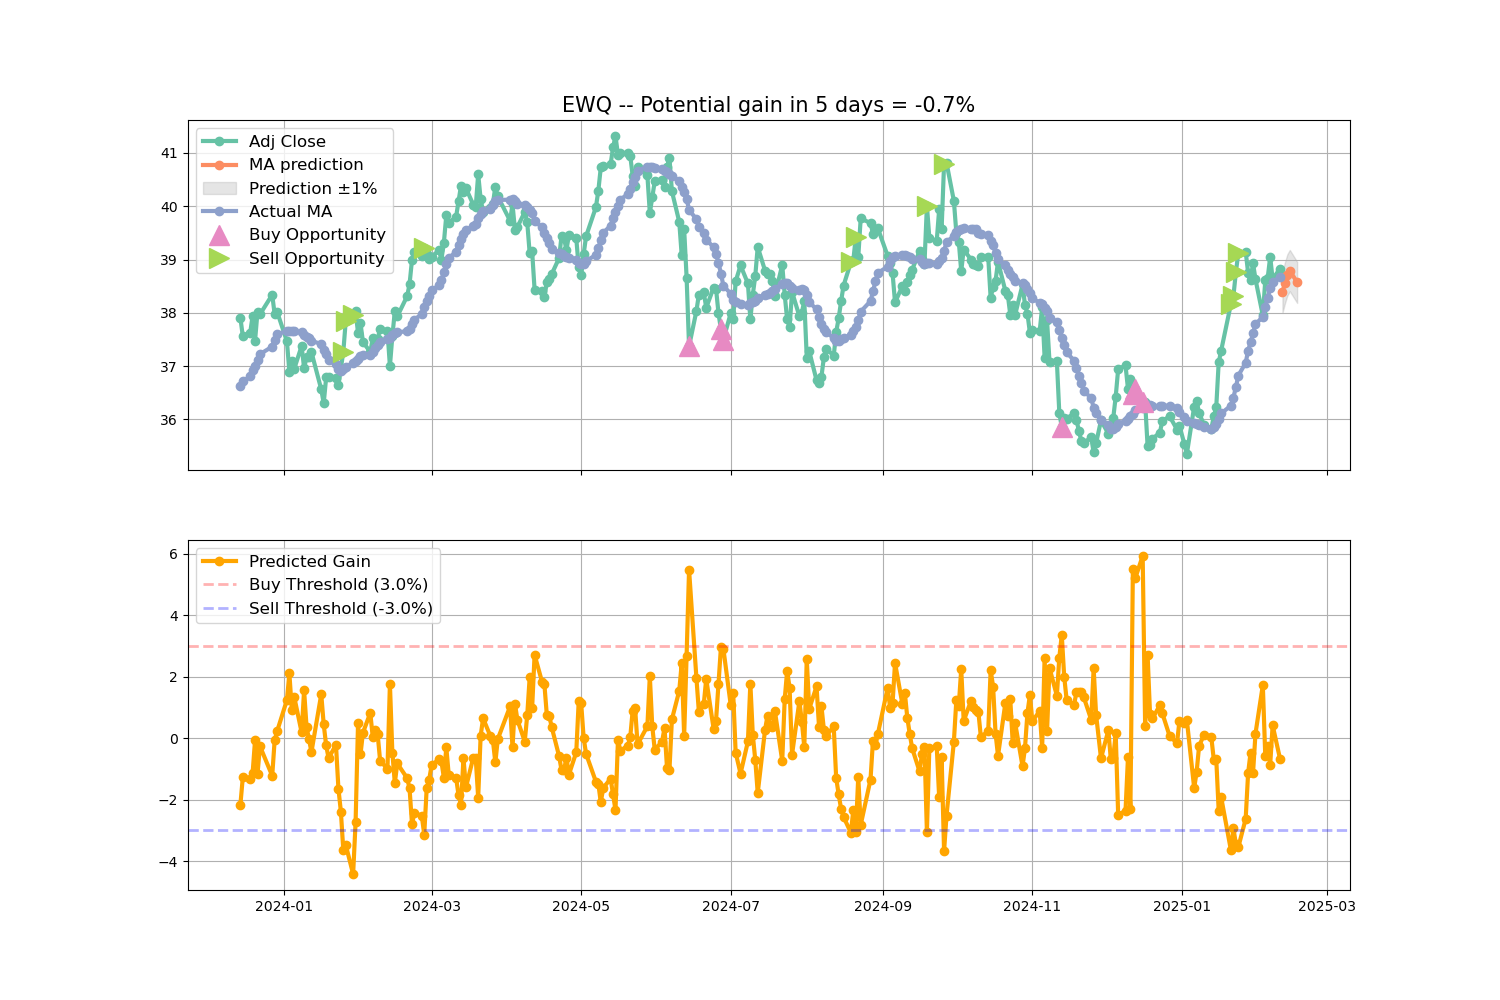 EWQ -- Potential gain in 5 days = -0.7%
Adj Close
MA prediction
Prediction ±1%
Actual MA
Buy Opportunity
Sell Opportunity
41
40
39
38
37
36
Predicted Gain
Buy Threshold (3.0%)
Sell Threshold (-3.0%)
6
4
2
0
−2
−4
2024-01 2024-03 2024-05 2024-07 2024-09 2024-11 2025-01 2025-03